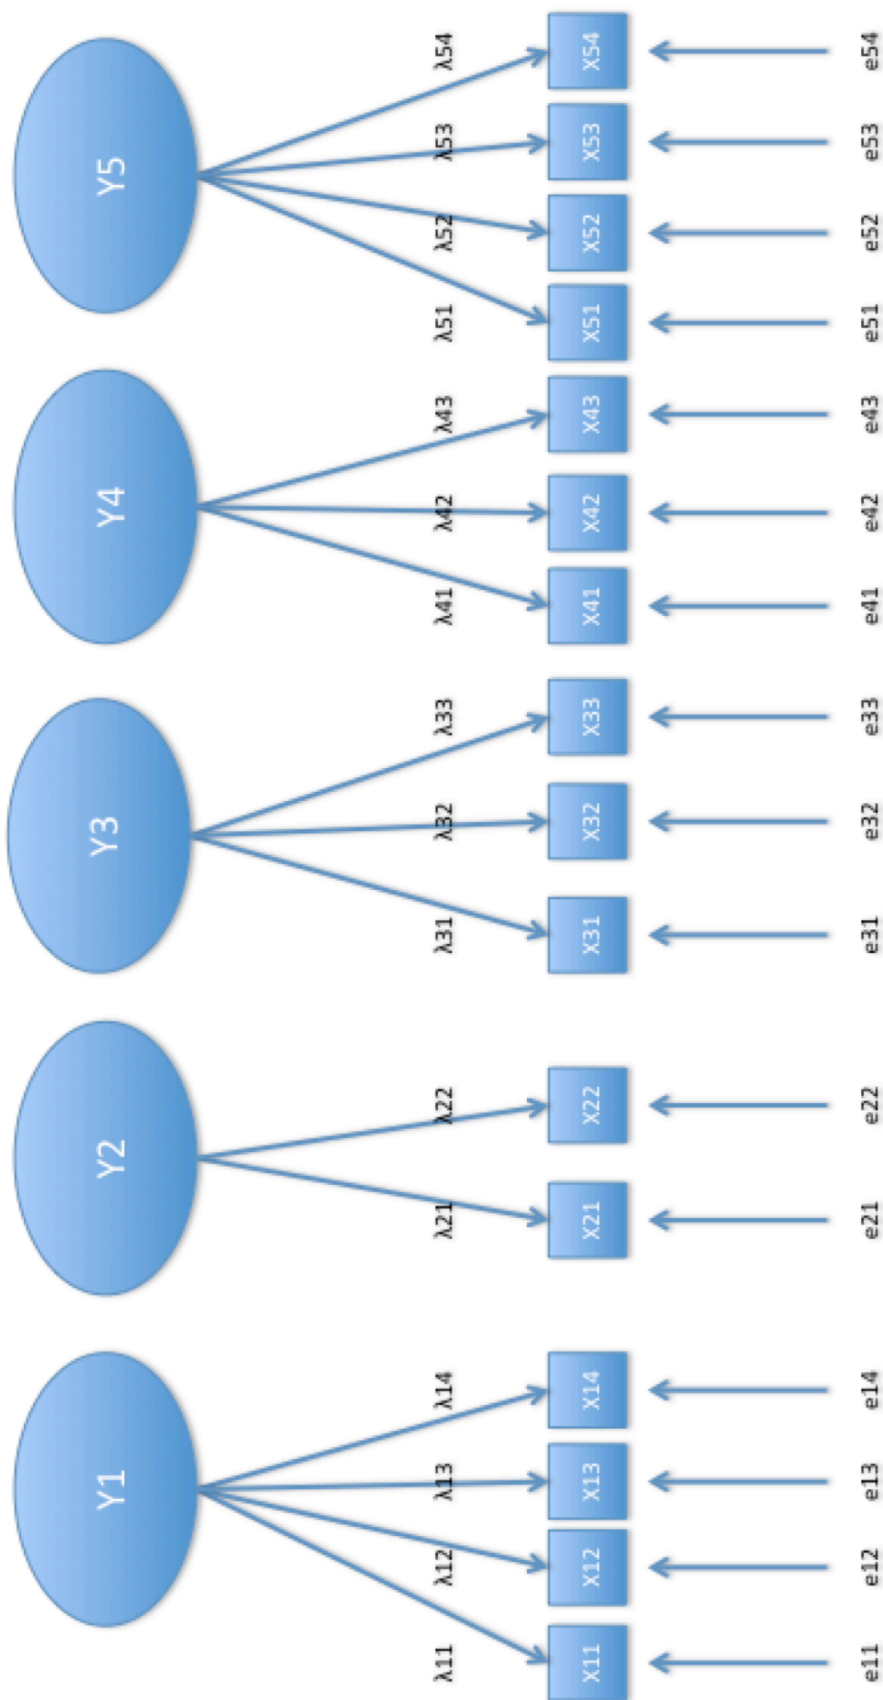 Y1 Y2 Y3 Y4 Y5
λ11 λ12 λ13 λ14 λ21 λ22 λ31 λ32 λ33 λ41 λ42 λ43 λ51 λ52 λ53 λ54
X11 X12 X13 X14 X21 X22 X31 X32 X33 X41 X42 X43 X51 X52 X53 X54
e11 e12 e13 e14 e21 e22 e31 e32 e33 e41 e42 e43 e51 e52 e53 e54